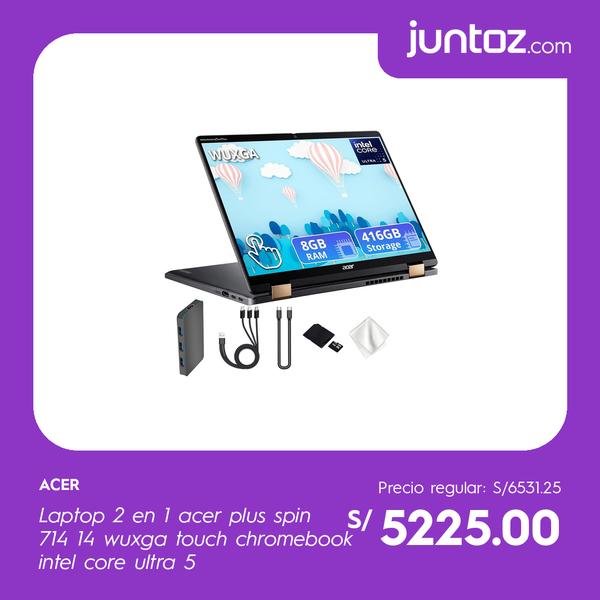 juntoz.com
WUXGA
intel
CORE
ULTRA 5
8GB
RAM
416GB
Storage
acer
ACER
Precio regular: S/6531.25
Laptop 2 en 1 acer plus spin
714 14 wuxga touch chromebook
intel core ultra 5
S/ 5225.00